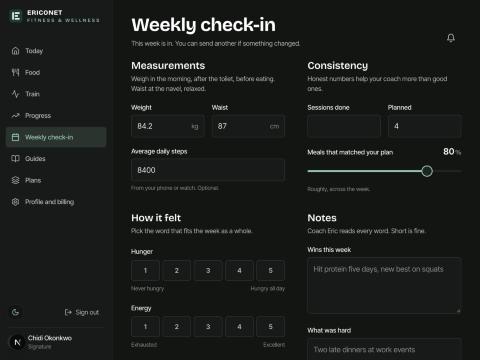 ERICONET
FITNESS & WELLNESS
Today
Food
Train
Progress
Weekly check-in
Guides
Plans
Profile and billing
Sign out
N
Chidi Okonkwo
Signature
Weekly check-in
This week is in. You can send another if something changed.
Measurements
Weigh in the morning, after the toilet, before eating.
Waist at the navel, relaxed.
Weight
Waist
84.2 kg
87 cm
Average daily steps
8400
From your phone or watch. Optional.
Consistency
Honest numbers help your coach more than good
ones.
Sessions done
Planned
4
Meals that matched your plan
80%
Roughly, across the week.
How it felt
Pick the word that fits the week as a whole.
Hunger
1 2 3 4 5
Never hungry
Hungry all day
Energy
1 2 3 4 5
Exhausted
Excellent
Notes
Coach Eric reads every word. Short is fine.
Wins this week
Hit protein five days, new best on squats
What was hard
Two late dinners at work events